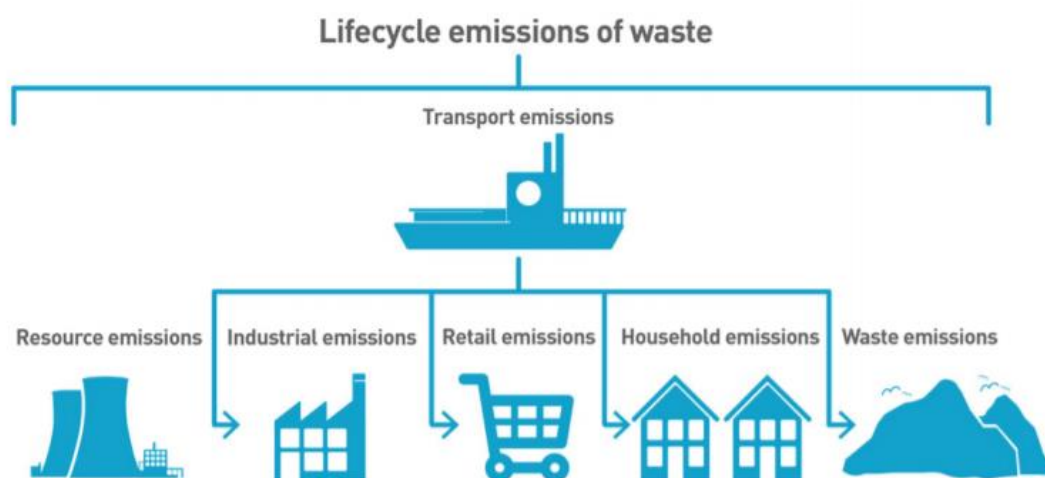 Lifecycle emissions of waste
Transport emissions
Resource emissions
Industrial emissions
Retail emissions
Household emissions
Waste emissions